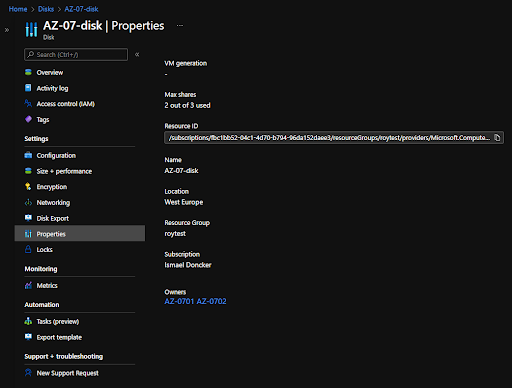 Home > Disks > AZ-07-disk
AZ-07-disk | Properties ...
Disk
Search (Ctrl+/)
Overview
Activity log
Access control (IAM)
Tags
Settings
Configuration
Size + performance
Encryption
Networking
Disk Export
Properties
Locks
Monitoring
Metrics
Automation
Tasks (preview)
Export template
Support + troubleshooting
New Support Request
VM generation
-
Max shares
2 out of 3 used
Resource ID
/subscriptions/fbc1bb52-04c1-4d70-b794-96da152daee3/resourceGroups/roytest/providers/Microsoft.Compute...
Name
AZ-07-disk
Location
West Europe
Resource Group
roytest
Subscription
Ismael Doncker
Owners
AZ-0701 AZ-0702